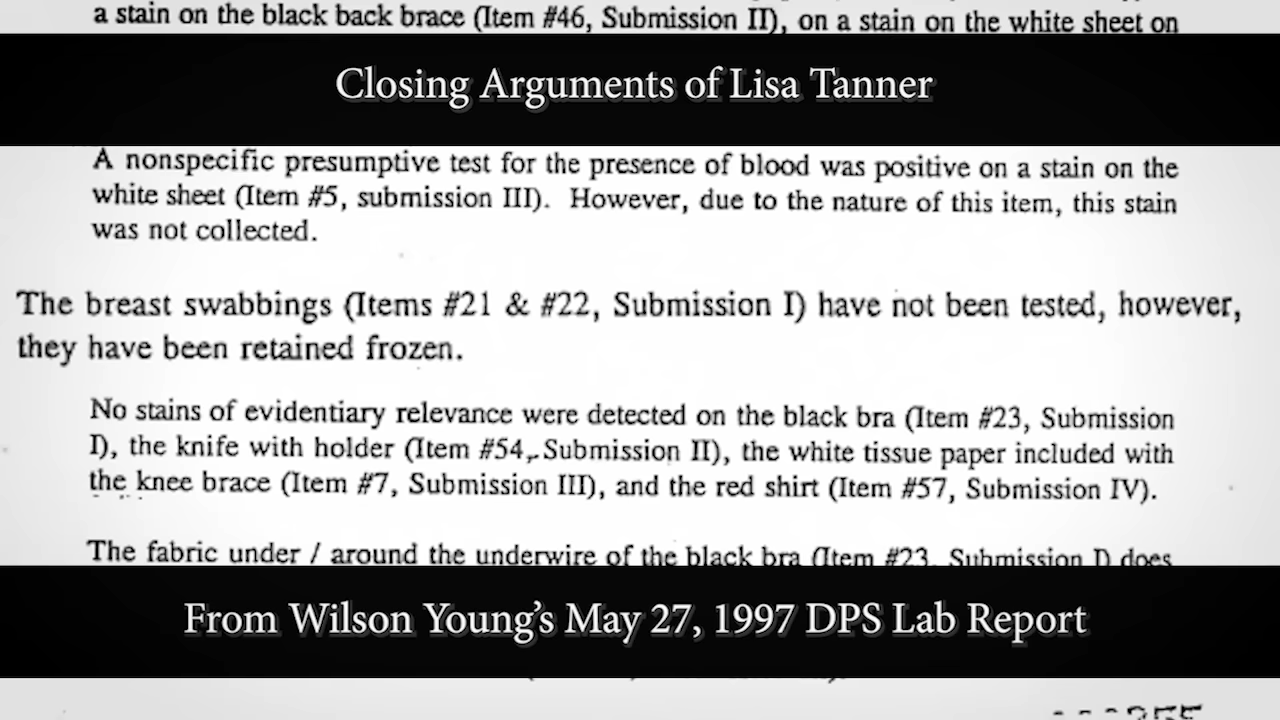 a stain on the black back brace (Item #46, Submission II), on a stain on the white sheet on
Closing Arguments of Lisa Tanner
A nonspecific presumptive test for the presence of blood was positive on a stain on the
white sheet (Item #5, submission III). However, due to the nature of this item, this stain
was not collected.
The breast swabbings (Items #21 & #22, Submission I) have not been tested, however,
they have been retained frozen.
No stains of evidentiary relevance were detected on the black bra (Item #23, Submission
I), the knife with holder (Item #54, Submission II), the white tissue paper included with
the knee brace (Item #7, Submission III), and the red shirt (Item #57, Submission IV).
The fabric under / around the underwire of the black bra (Item #23, Submission I) does
From Wilson Young's May 27, 1997 DPS Lab Report